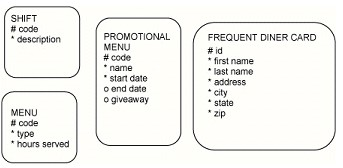 SHIFT
# code
* description
MENU
# code
* type
* hours served
PROMOTIONAL
MENU
# code
* name
* start date
o end date
o giveaway
FREQUENT DINER CARD
# id
* first name
* last name
* address
* city
* state
* zip